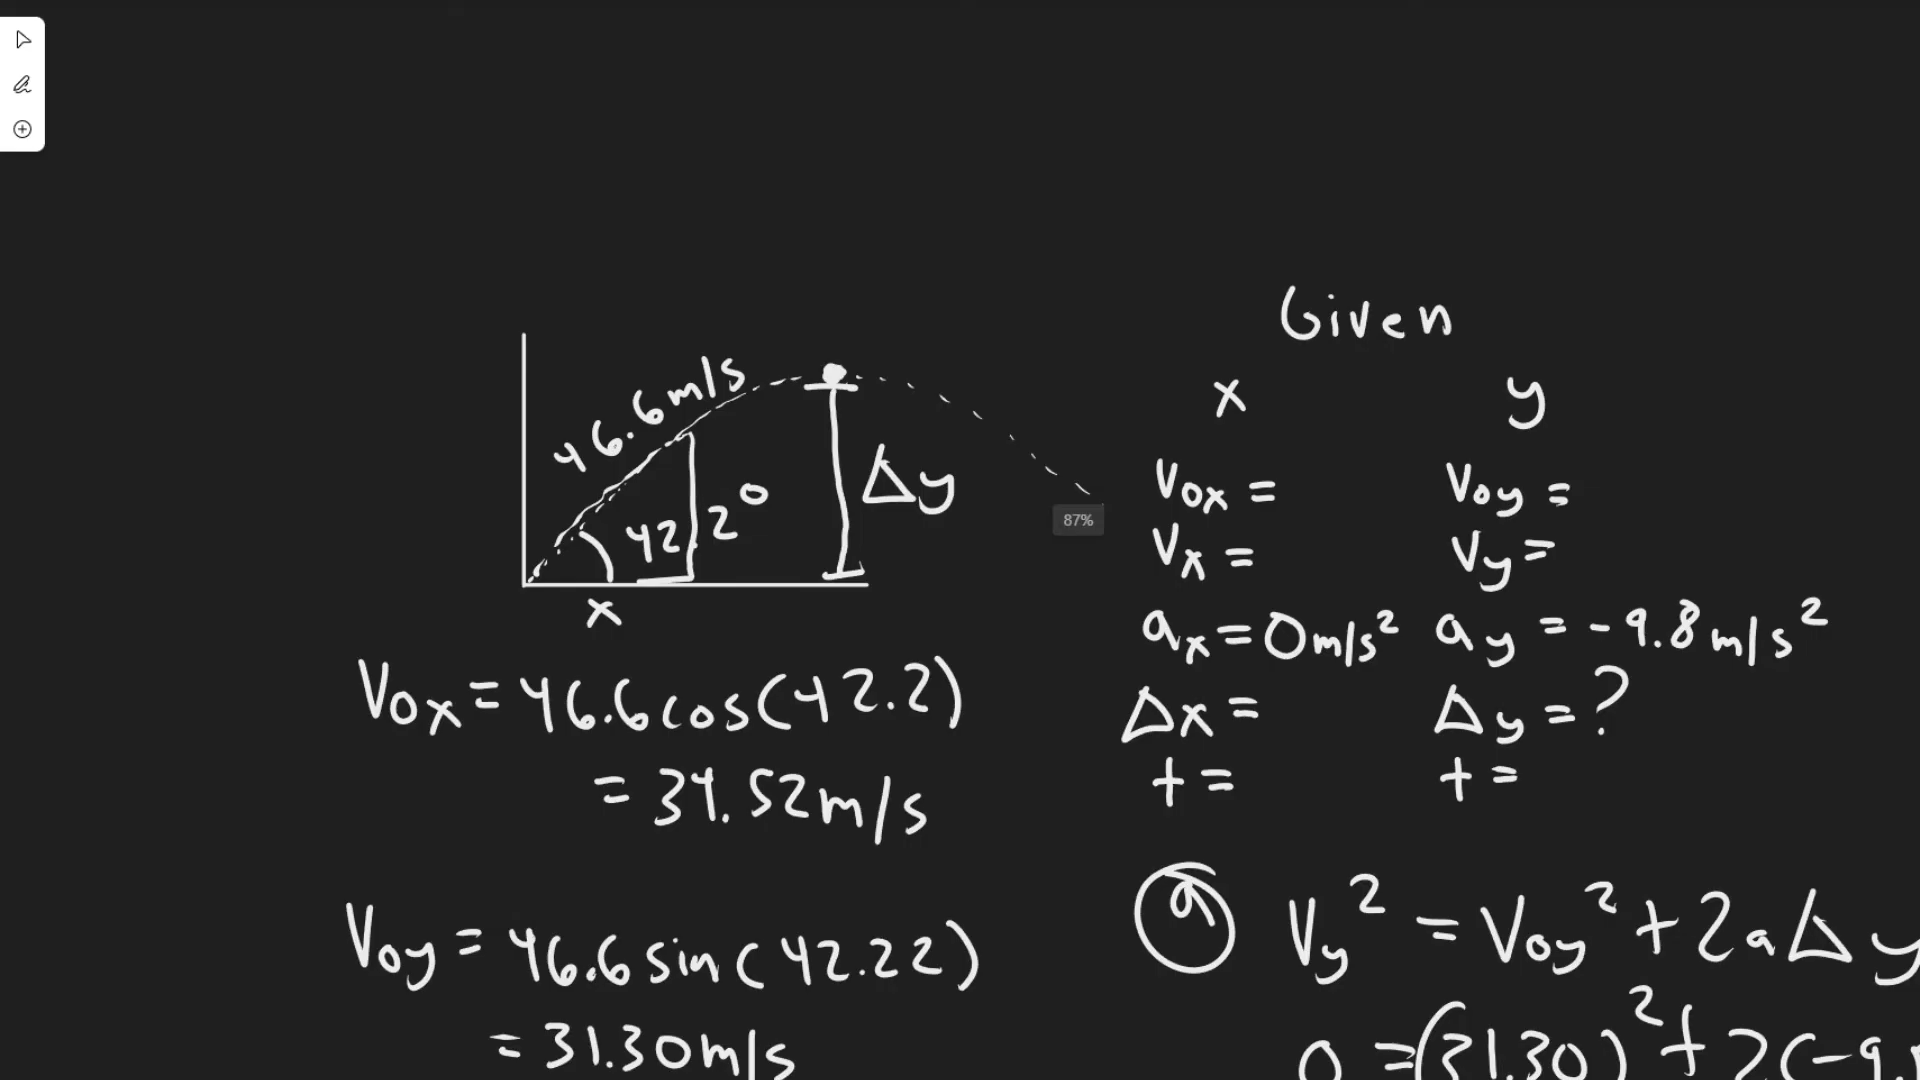 Given
x y
46.6m/s
Δy
42.2°
x
87%
Vox = Voy =
Vx = Vy =
ax = 0m/s² ay = -9.8m/s²
Δx = Δy = ?
t = t =
Vox = 46.6cos(42.2)
= 34.52m/s
Voy = 46.6sin(42.22)
= 31.30m/s
a Vy² = Voy² + 2aΔy
0 = (31.30)² + 2(-9.